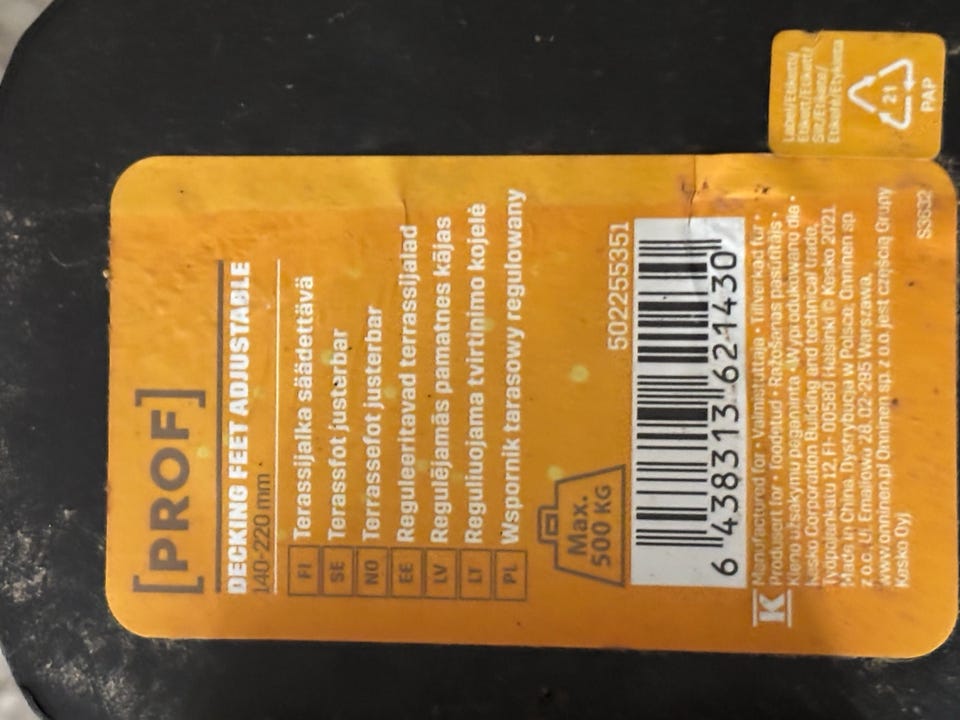 [PROF]
DECKING FEET ADJUSTABLE
140-220 mm
FI Terassijalka säädettävä
SE Terassfot justerbar
NO Terrassefot justerbar
EE Reguleeritavad terrassijalad
LV Regulējamās pamatnes kājas
LT Reguliuojama tvirtinimo kojelė
PL Wspornik tarasowy regulowany
Max.
500 KG
502255351
6 438313 621430
K
Manufactured for • Valmistuttaja • Tillverkad för •
Produsert for • Toodetud • Ražošanas pasūtītājs •
Kliento užsakymu pagaminta • Wyprodukowano dla •
Kesko Corporation Building and technical trade,
Työpajankatu 12, FI- 00580 Helsinki © Kesko 2021
Made in China. Dystrybucja w Polsce: Onninen sp.
z o.o. Ul. Emaliowa 28, 02-295 Warszawa,
www.onninen.pl Onninen sp. z o.o jest częścią Grupy
Kesko Oyj
S3632
Label/Etiketti/
Etikett/Etikett/
Silt/Etiķete/
Etiketė/Etykieta
21
PAP